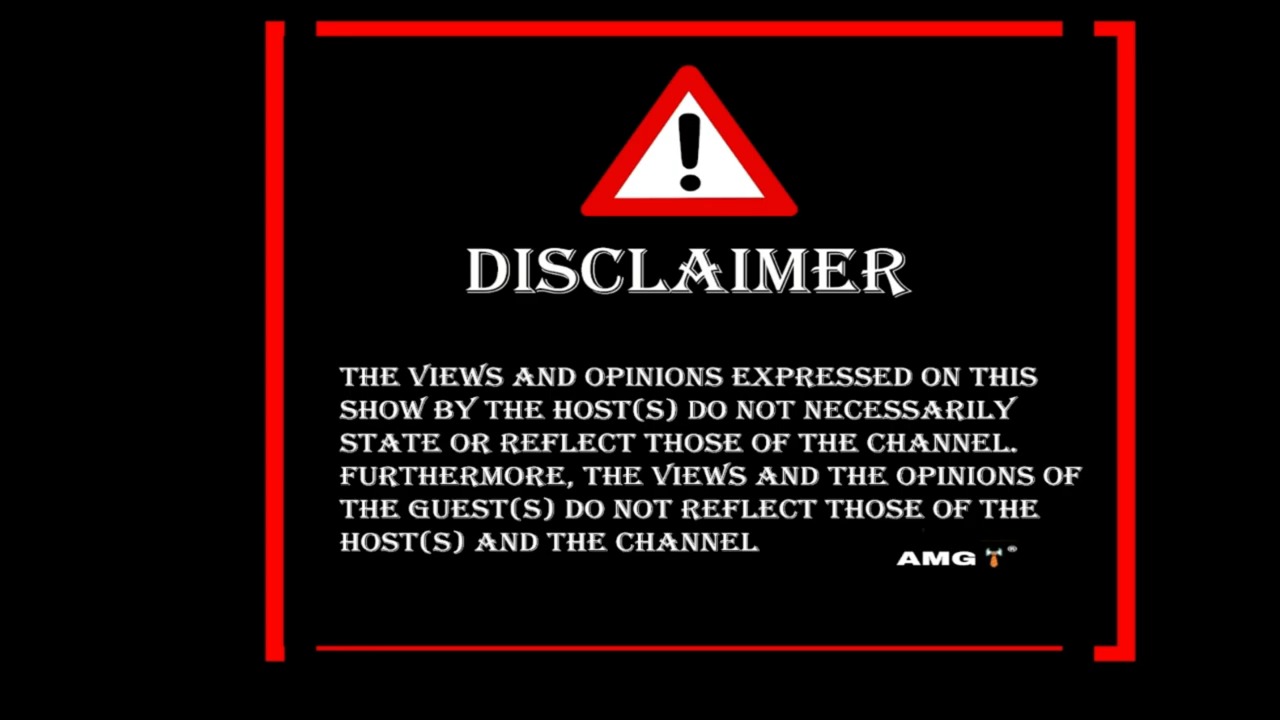 DISCLAIMER
THE VIEWS AND OPINIONS EXPRESSED ON THIS
SHOW BY THE HOST(S) DO NOT NECESSARILY
STATE OR REFLECT THOSE OF THE CHANNEL.
FURTHERMORE, THE VIEWS AND THE OPINIONS OF
THE GUEST(S) DO NOT REFLECT THOSE OF THE
HOST(S) AND THE CHANNEL
AMG ®